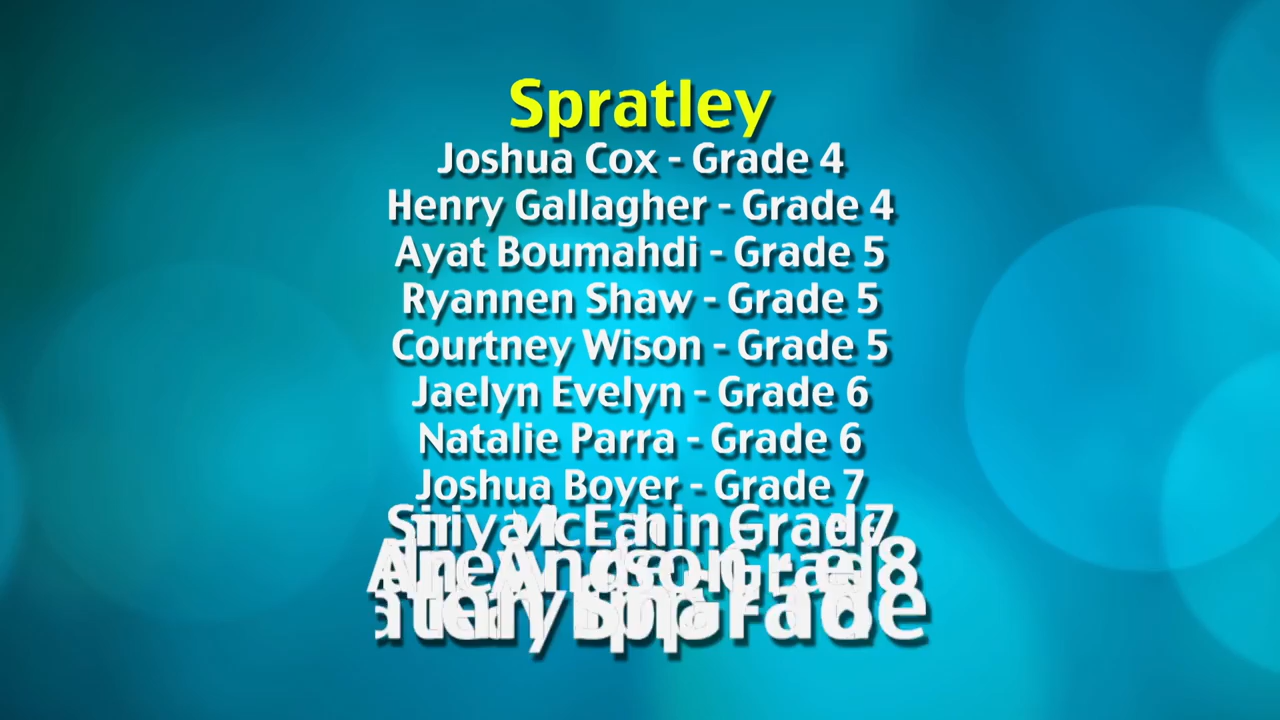 Spratley
Joshua Cox - Grade 4
Henry Gallagher - Grade 4
Ayat Boumahdi - Grade 5
Ryannen Shaw - Grade 5
Courtney Wison - Grade 5
Jaelyn Evelyn - Grade 6
Natalie Parra - Grade 6
Joshua Boyer - Grade 7